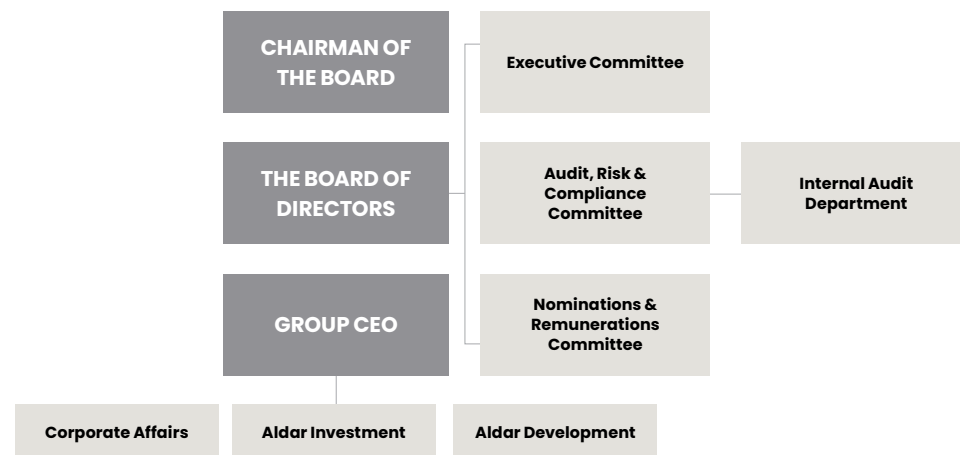 CHAIRMAN OF
THE BOARD
Executive Committee
THE BOARD OF
DIRECTORS
Audit, Risk &
Compliance
Committee
Internal Audit
Department
GROUP CEO
Nominations &
Remunerations
Committee
Corporate Affairs
Aldar Investment
Aldar Development